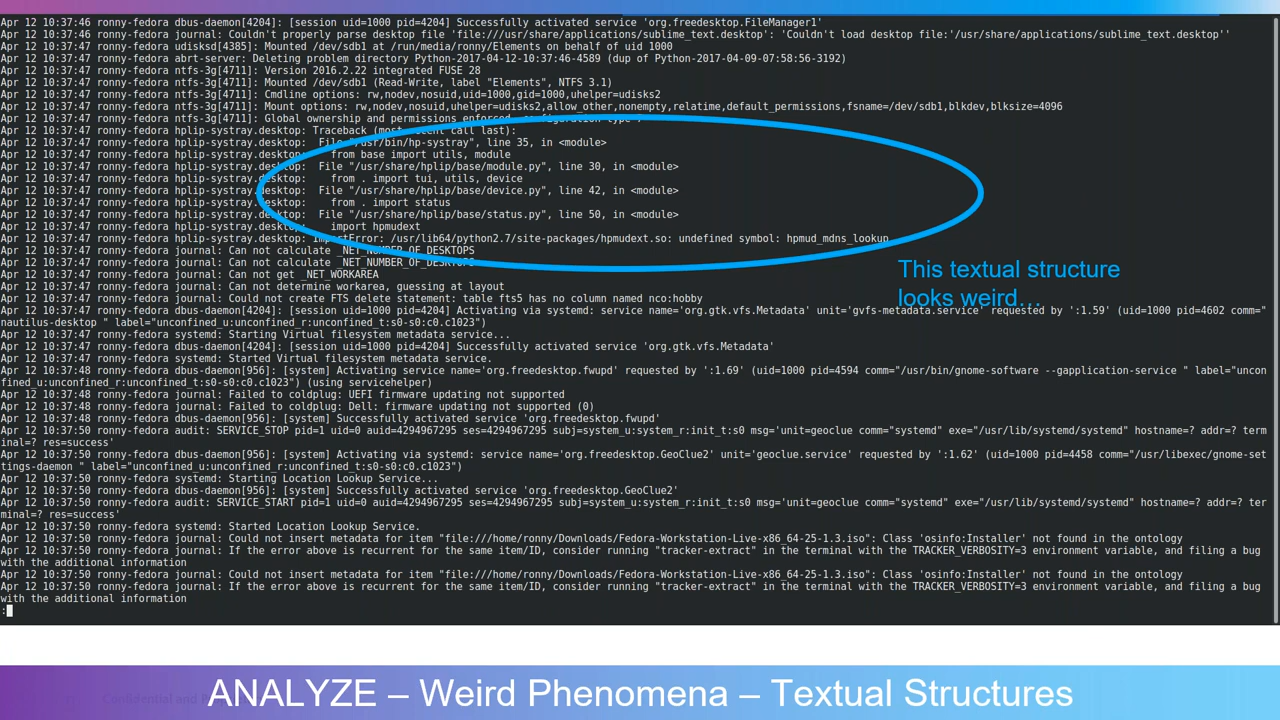 Apr 12 10:37:46 ronny-fedora dbus-daemon[4204]: [session uid=1000 pid=4204] Successfully activated service 'org.freedesktop.FileManager1'
Apr 12 10:37:46 ronny-fedora journal: Couldn't properly parse desktop file 'file:///usr/share/applications/sublime_text.desktop': 'Couldn't load desktop file:'/usr/share/applications/sublime_text.desktop''
Apr 12 10:37:47 ronny-fedora udisksd[4385]: Mounted /dev/sdb1 at /run/media/ronny/Elements on behalf of uid 1000
Apr 12 10:37:47 ronny-fedora abrt-server: Deleting problem directory Python-2017-04-12-10:37:46-4589 (dup of Python-2017-04-09-07:58:56-3192)
Apr 12 10:37:47 ronny-fedora ntfs-3g[4711]: Version 2016.2.22 integrated FUSE 28
Apr 12 10:37:47 ronny-fedora ntfs-3g[4711]: Mounted /dev/sdb1 (Read-Write, label "Elements", NTFS 3.1)
Apr 12 10:37:47 ronny-fedora ntfs-3g[4711]: Cmdline options: rw,nodev,nosuid,uid=1000,gid=1000,uhelper=udisks2
Apr 12 10:37:47 ronny-fedora ntfs-3g[4711]: Mount options: rw,nodev,nosuid,uhelper=udisks2,allow_other,nonempty,relatime,default_permissions,fsname=/dev/sdb1,blkdev,blksize=4096
Apr 12 10:37:47 ronny-fedora ntfs-3g[4711]: Global ownership and permissions enforced, configuration type
Apr 12 10:37:47 ronny-fedora hplip-systray.desktop: Traceback (most recent call last):
Apr 12 10:37:47 ronny-fedora hplip-systray.desktop: File "/usr/bin/hp-systray", line 35, in <module>
Apr 12 10:37:47 ronny-fedora hplip-systray.desktop: from base import utils, module
Apr 12 10:37:47 ronny-fedora hplip-systray.desktop: File "/usr/share/hplip/base/module.py", line 30, in <module>
Apr 12 10:37:47 ronny-fedora hplip-systray.desktop: from . import tui, utils, device
Apr 12 10:37:47 ronny-fedora hplip-systray.desktop: File "/usr/share/hplip/base/device.py", line 42, in <module>
Apr 12 10:37:47 ronny-fedora hplip-systray.desktop: from . import status
Apr 12 10:37:47 ronny-fedora hplip-systray.desktop: File "/usr/share/hplip/base/status.py", line 50, in <module>
Apr 12 10:37:47 ronny-fedora hplip-systray.desktop: import hpmudext
Apr 12 10:37:47 ronny-fedora hplip-systray.desktop: ImportError: /usr/lib64/python2.7/site-packages/hpmudext.so: undefined symbol: hpmud_mdns_lookup
Apr 12 10:37:47 ronny-fedora journal: Can not calculate _NET_NUMBER_OF_DESKTOPS
Apr 12 10:37:47 ronny-fedora journal: Can not calculate _NET_NUMBER_OF_DESKTOPS
Apr 12 10:37:47 ronny-fedora journal: Can not get _NET_WORKAREA
Apr 12 10:37:47 ronny-fedora journal: Can not determine workarea, guessing at layout
Apr 12 10:37:47 ronny-fedora journal: Could not create FTS delete statement: table fts5 has no column named nco:hobby
This textual structure
looks weird...
Apr 12 10:37:47 ronny-fedora dbus-daemon[4204]: [session uid=1000 pid=4204] Activating via systemd: service name='org.gtk.vfs.Metadata' unit='gvfs-metadata.service' requested by ':1.59' (uid=1000 pid=4602 comm="
nautilus-desktop " label="unconfined_u:unconfined_r:unconfined_t:s0-s0:c0.c1023")
Apr 12 10:37:47 ronny-fedora systemd: Starting Virtual filesystem metadata service...
Apr 12 10:37:47 ronny-fedora dbus-daemon[4204]: [session uid=1000 pid=4204] Successfully activated service 'org.gtk.vfs.Metadata'
Apr 12 10:37:47 ronny-fedora systemd: Started Virtual filesystem metadata service.
Apr 12 10:37:47 ronny-fedora dbus-daemon[956]: [system] Activating service name='org.freedesktop.fwupd' requested by ':1.69' (uid=1000 pid=4594 comm="/usr/bin/gnome-software --gapplication-service " label="uncon
fined_u:unconfined_r:unconfined_t:s0-s0:c0.c1023") (using servicehelper)
Apr 12 10:37:48 ronny-fedora journal: Failed to coldplug: UEFI firmware updating not supported
Apr 12 10:37:48 ronny-fedora journal: Failed to coldplug: Dell: firmware updating not supported (0)
Apr 12 10:37:48 ronny-fedora dbus-daemon[956]: [system] Successfully activated service 'org.freedesktop.fwupd'
Apr 12 10:37:50 ronny-fedora audit: SERVICE_STOP pid=1 uid=0 auid=4294967295 ses=4294967295 subj=system_u:system_r:init_t:s0 msg='unit=geoclue comm="systemd" exe="/usr/lib/systemd/systemd" hostname=? addr=? term
inal=? res=success'
Apr 12 10:37:50 ronny-fedora dbus-daemon[956]: [system] Activating via systemd: service name='org.freedesktop.GeoClue2' unit='geoclue.service' requested by ':1.62' (uid=1000 pid=4458 comm="/usr/libexec/gnome-set
tings-daemon " label="unconfined_u:unconfined_r:unconfined_t:s0-s0:c0.c1023")
Apr 12 10:37:50 ronny-fedora systemd: Starting Location Lookup Service...
Apr 12 10:37:50 ronny-fedora dbus-daemon[956]: [system] Successfully activated service 'org.freedesktop.GeoClue2'
Apr 12 10:37:50 ronny-fedora audit: SERVICE_START pid=1 uid=0 auid=4294967295 ses=4294967295 subj=system_u:system_r:init_t:s0 msg='unit=geoclue comm="systemd" exe="/usr/lib/systemd/systemd" hostname=? addr=? ter
minal=? res=success'
Apr 12 10:37:50 ronny-fedora systemd: Started Location Lookup Service.
Apr 12 10:37:50 ronny-fedora journal: Could not insert metadata for item "file:///home/ronny/Downloads/Fedora-Workstation-Live-x86_64-25-1.3.iso": Class 'osinfo:Installer' not found in the ontology
Apr 12 10:37:50 ronny-fedora journal: If the error above is recurrent for the same item/ID, consider running "tracker-extract" in the terminal with the TRACKER_VERBOSITY=3 environment variable, and filing a bug
with the additional information
Apr 12 10:37:50 ronny-fedora journal: Could not insert metadata for item "file:///home/ronny/Downloads/Fedora-Workstation-Live-x86_64-25-1.3.iso": Class 'osinfo:Installer' not found in the ontology
Apr 12 10:37:50 ronny-fedora journal: If the error above is recurrent for the same item/ID, consider running "tracker-extract" in the terminal with the TRACKER_VERBOSITY=3 environment variable, and filing a bug
with the additional information
:
Confidential and
ANALYZE – Weird Phenomena – Textual Structures